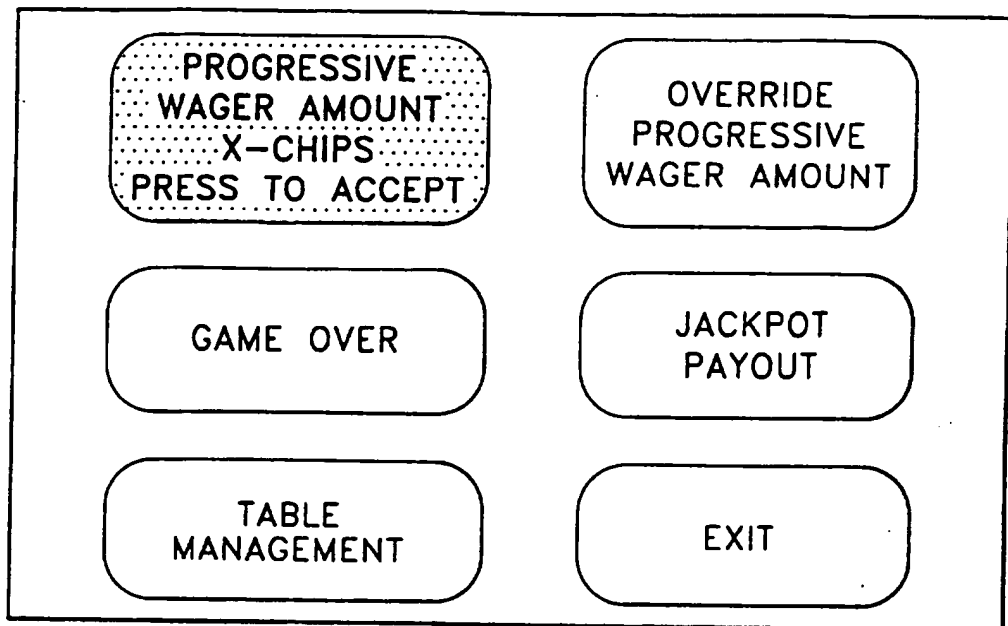 PROGRESSIVE
WAGER AMOUNT
X-CHIPS
PRESS TO ACCEPT
OVERRIDE
PROGRESSIVE
WAGER AMOUNT
GAME OVER
JACKPOT
PAYOUT
TABLE
MANAGEMENT
EXIT